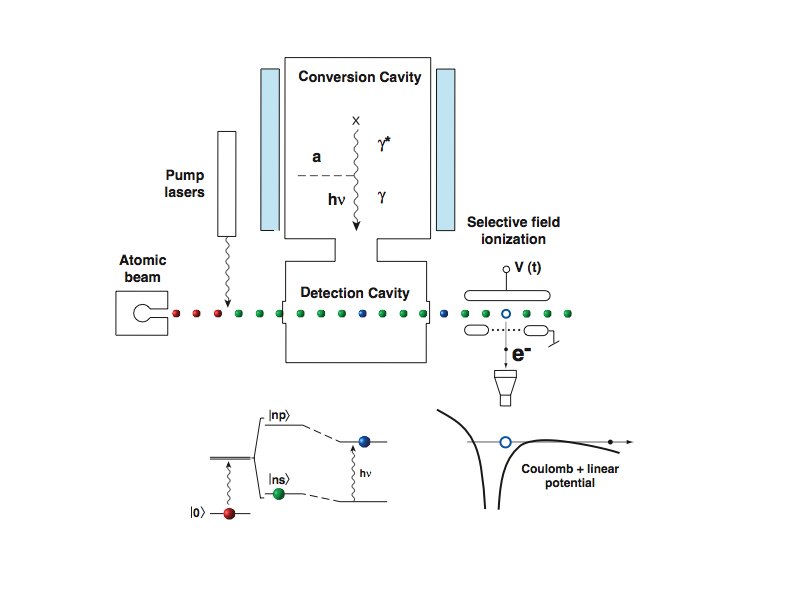 Conversion Cavity
X
γ*
a
hν
γ
Pump
lasers
Selective field
ionization
V (t)
Atomic
beam
Detection Cavity
e-
|np⟩
|ns⟩
hν
|0⟩
Coulomb + linear
potential